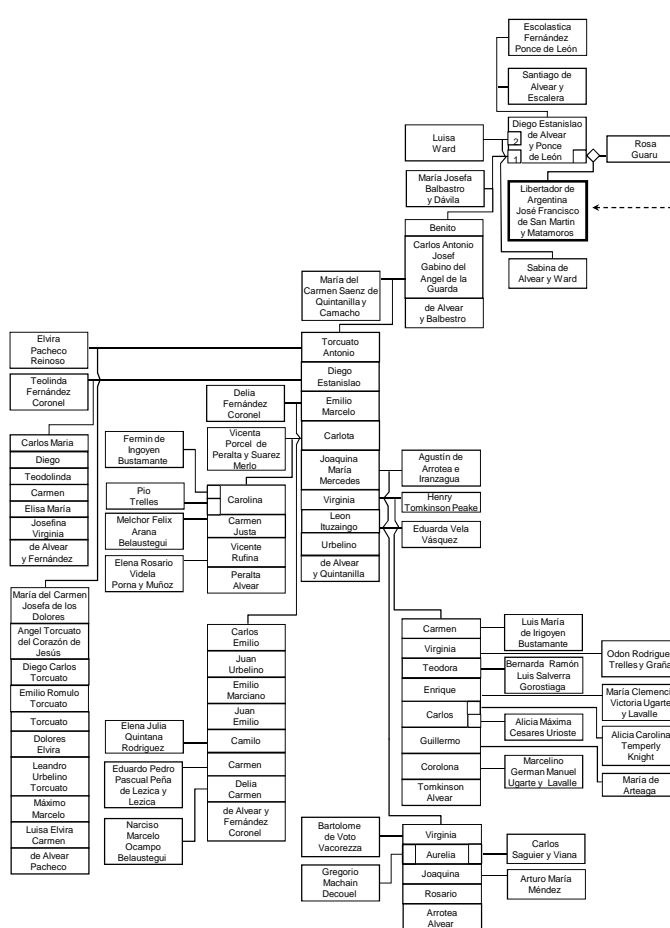 Escolastica
Fernández
Ponce de León
Santiago de
Alvear y
Escalera
Diego Estanislao
de Alvear
y Ponce
de León
2
1
Luisa
Ward
Rosa
Guaru
María Josefa
Balbastro
y Dávila
Libertador de
Argentina
José Francisco
de San Martin
y Matamoros
Benito
Carlos Antonio
Josef
Gabino del
Angel de la
Guarda
de Alvear
y Balbestro
Sabina de
Alvear y Ward
María del
Carmen Saenz de
Quintanilla y
Camacho
Elvira
Pacheco
Reinoso
Torcuato
Antonio
Diego
Estanislao
Emilio
Marcelo
Carlota
Joaquina
María
Mercedes
Virginia
Leon
Ituzaingo
Urbelino
de Alvear
y Quintanilla
Teolinda
Fernández
Coronel
Delia
Fernández
Coronel
Vicenta
Porcel de
Peralta y Suarez
Merlo
Carlos Maria
Diego
Teodolinda
Carmen
Elisa María
Josefina
Virginia
de Alvear
y Fernández
Fermin de
Ingoyen
Bustamante
Pio
Trelles
Melchor Felix
Arana
Belaustegui
Elena Rosario
Videla
Porna y Muñoz
Carolina
Carmen
Justa
Vicente
Rufina
Peralta
Alvear
Agustín de
Arrotea e
Iranzagua
Henry
Tomkinson Peake
Eduarda Vela
Vásquez
María del Carmen
Josefa de los
Dolores
Angel Torcuato
del Corazón de
Jesús
Diego Carlos
Torcuato
Emilio Romulo
Torcuato
Torcuato
Dolores
Elvira
Leandro
Urbelino
Torcuato
Máximo
Marcelo
Luisa Elvira
Carmen
de Alvear
Pacheco
Carlos
Emilio
Juan
Urbelino
Emilio
Marciano
Juan
Emilio
Camilo
Carmen
Delia
Carmen
de Alvear y
Fernández
Coronel
Elena Julia
Quintana
Rodriguez
Eduardo Pedro
Pascual Peña
de Lezica y
Lezica
Narciso
Marcelo
Ocampo
Belaustegui
Carmen
Virginia
Teodora
Enrique
Carlos
Guillermo
Corolona
Tomkinson
Alvear
Luis María
de Irigoyen
Bustamante
Bernarda Ramón
Luis Salverra
Gorostiaga
Alicia Máxima
Cesares Urioste
Marcelino
German Manuel
Ugarte y Lavalle
Odon Rodrigue
Trelles y Graña
María Clemenci
Victoria Ugarte
y Lavalle
Alicia Carolina
Temperly
Knight
María de
Arteaga
Bartolome
de Voto
Vacorezza
Gregorio
Machain
Decouel
Virginia
Aurelia
Joaquina
Rosario
Arrotea
Alvear
Carlos
Saguier y Viana
Arturo María
Méndez